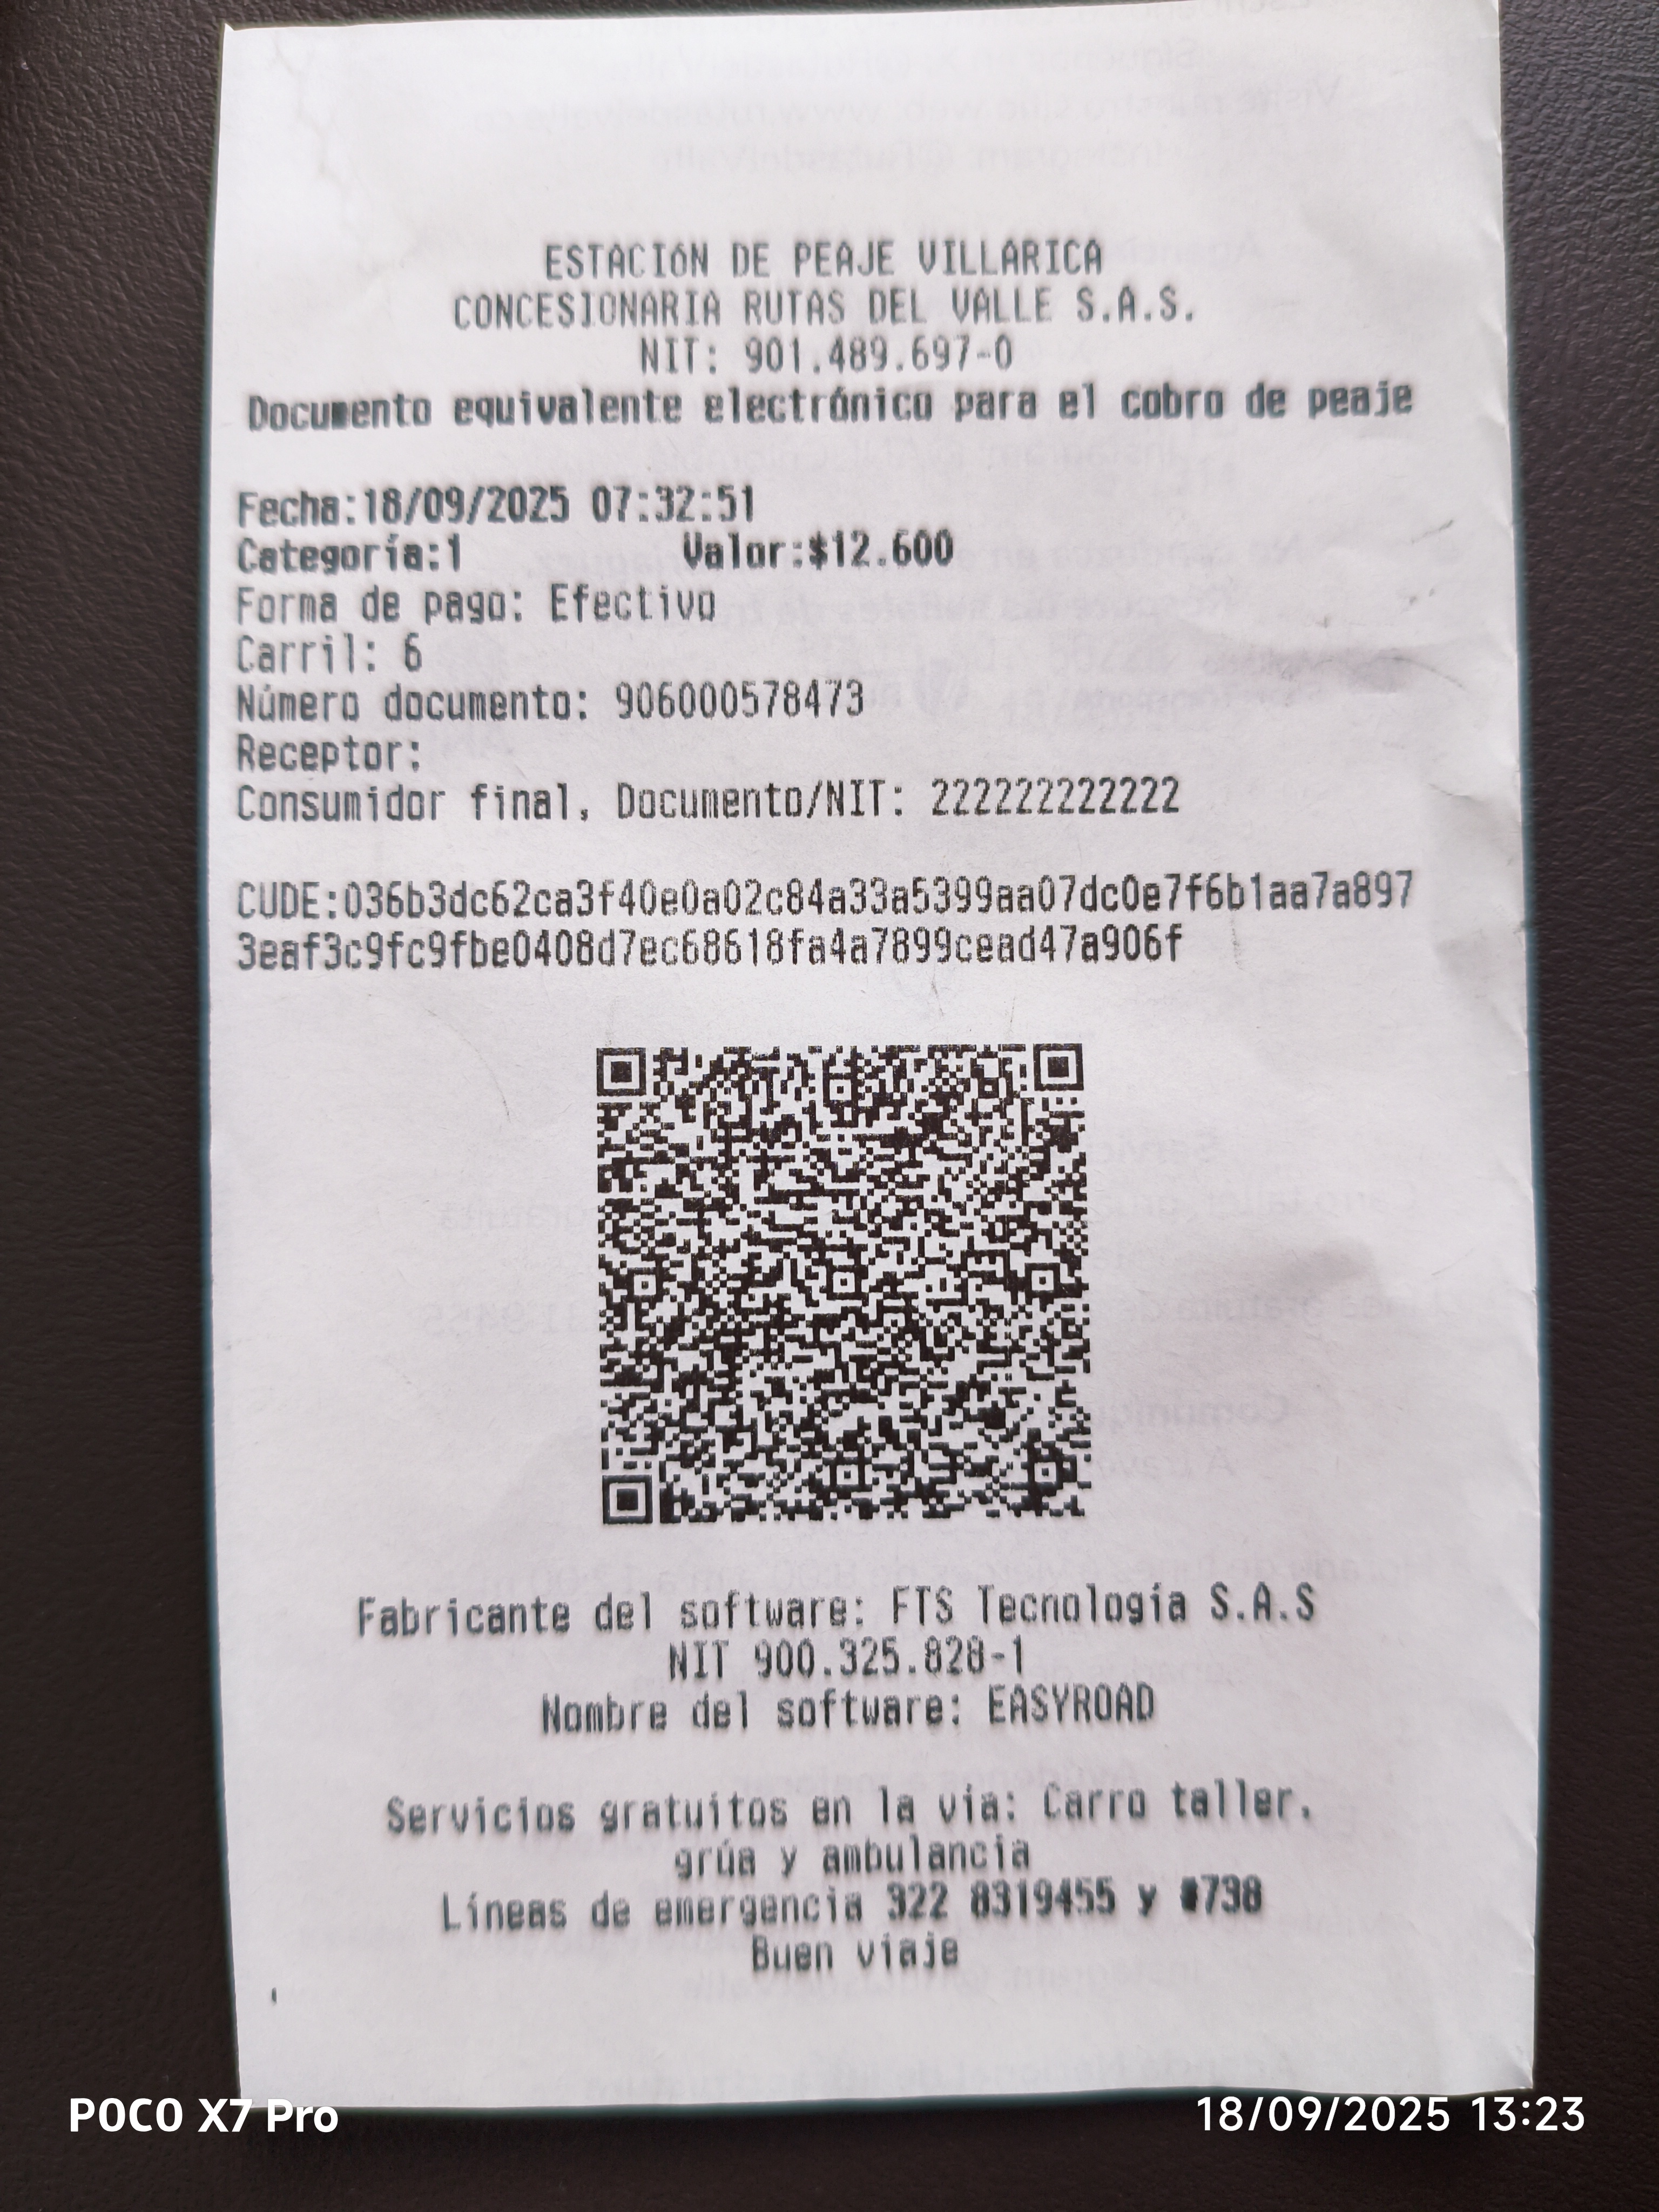 ESTACIÓN DE PEAJE VILLARICA
CONCESIONARIA RUTAS DEL VALLE S.A.S.
NIT: 901.489.697-0
Documento equivalente electrónico para el cobro de peaje
Fecha:18/09/2025 07:32:51
Categoría:1 Valor:$12.600
Forma de pago: Efectivo
Carril: 6
Número documento: 906000578473
Receptor:
Consumidor final, Documento/NIT: 222222222222
CUDE:036b3dc62ca3f40e0a02c84a33a5399aa07dc0e7f6b1aa7a897
3eaf3c9fc9fbe0408d7ec68618fa4a7899cead47a906f
Fabricante del software: FTS Tecnología S.A.S
NIT 900.325.828-1
Nombre del software: EASYROAD
Servicios gratuitos en la vía: Carro taller,
grúa y ambulancia
Líneas de emergencia 322 8319455 y #738
Buen viaje
POCO X7 Pro 18/09/2025 13:23